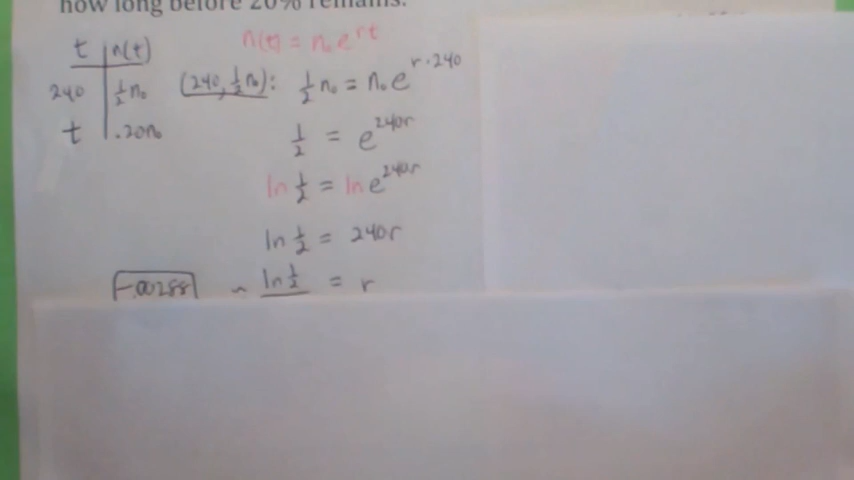 how long before 20% remains.
t n(t) n(t) = n₀e^rt
240 ½n₀ (240, ½n₀): ½n₀ = n₀e^r·240
t .20n₀ ½ = e^240r
ln ½ = ln e^240r
ln ½ = 240r
-.00288 ~ ln ½ = r